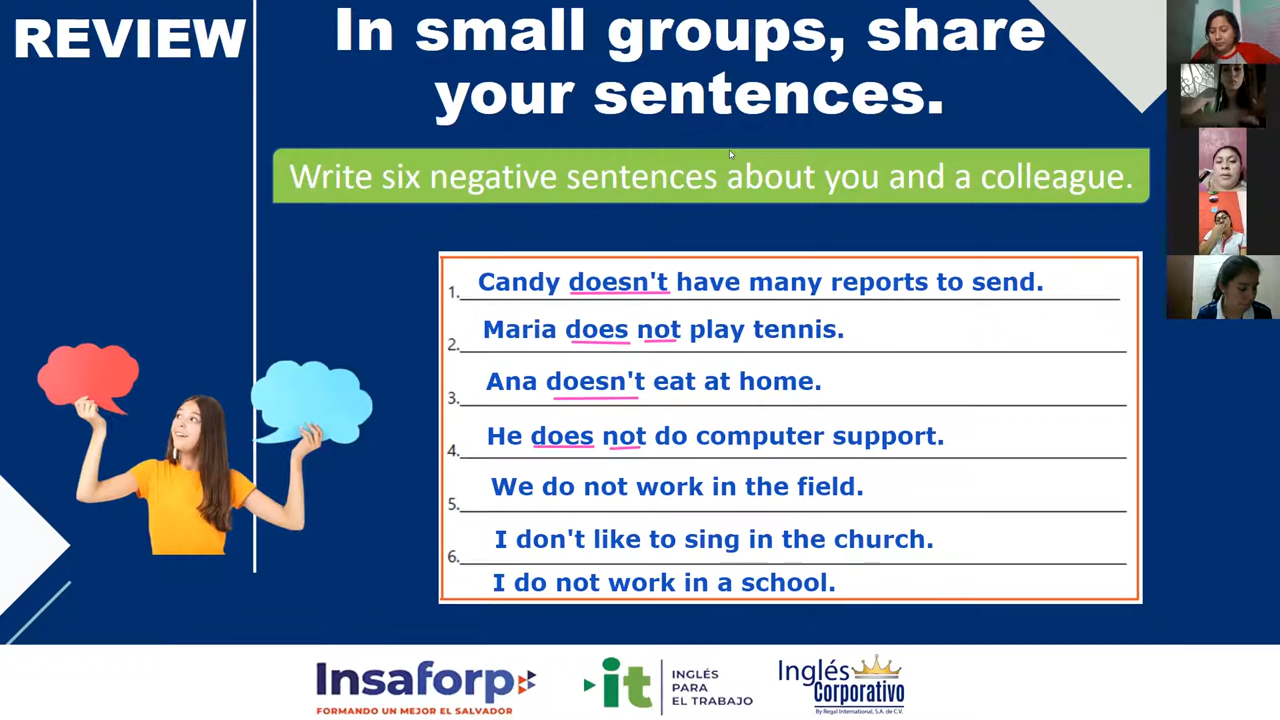 REVIEW
In small groups, share
your sentences.
Write six negative sentences about you and a colleague.
1. Candy doesn't have many reports to send.
2. Maria does not play tennis.
3. Ana doesn't eat at home.
4. He does not do computer support.
5. We do not work in the field.
6. I don't like to sing in the church.
I do not work in a school.
Insaforp
FORMANDO UN MEJOR EL SALVADOR
it
INGLÉS
PARA
EL TRABAJO
Inglés
Corporativo
By Regal International, S.A. de C.V.